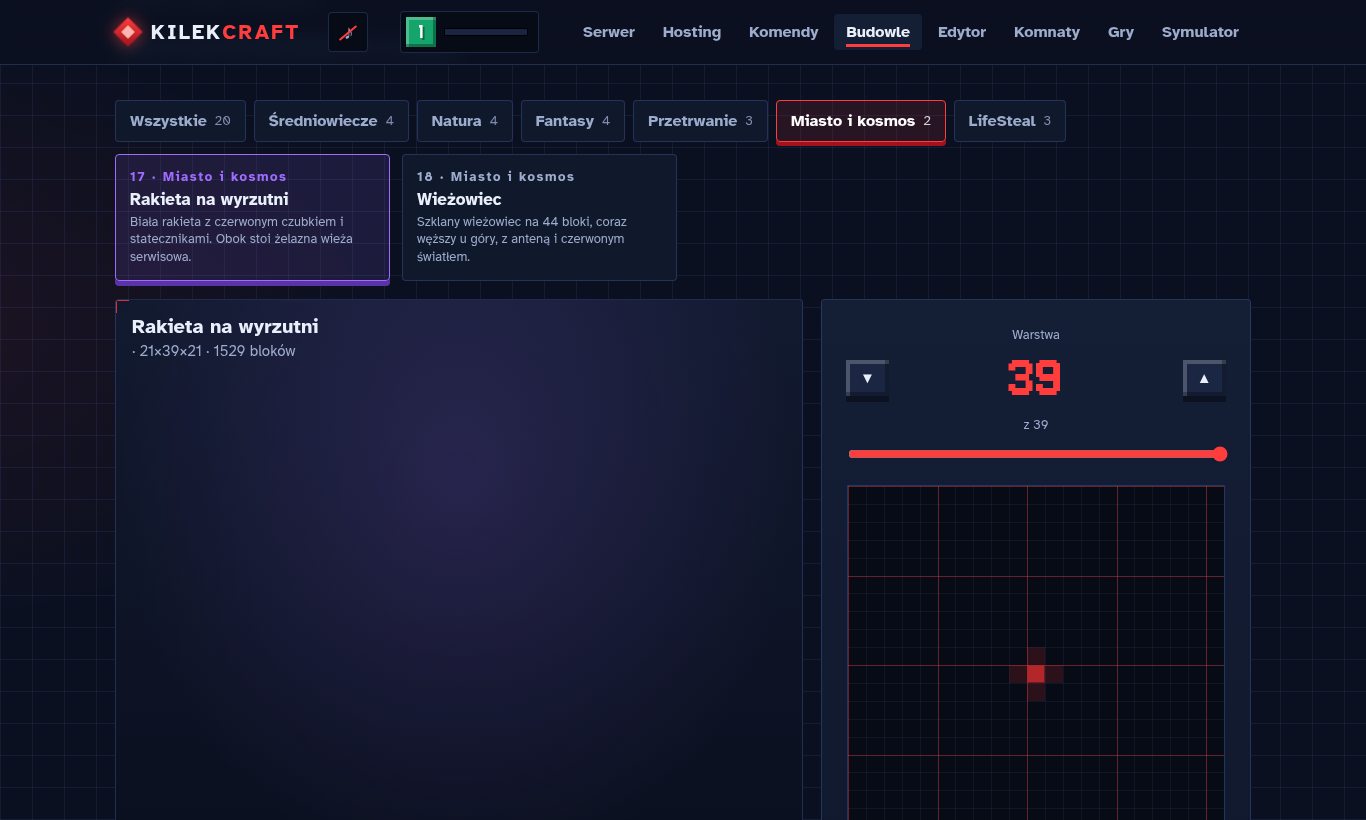 KILEKCRAFT
1
Serwer
Hosting
Komendy
Budowle
Edytor
Komnaty
Gry
Symulator
Wszystkie 20
Średniowiecze 4
Natura 4
Fantasy 4
Przetrwanie 3
Miasto i kosmos 2
LifeSteal 3
17 · Miasto i kosmos
Rakieta na wyrzutni
Biała rakieta z czerwonym czubkiem i
statecznikami. Obok stoi żelazna wieża
serwisowa.
18 · Miasto i kosmos
Wieżowiec
Szklany wieżowiec na 44 bloki, coraz
węższy u góry, z anteną i czerwonym
światłem.
Rakieta na wyrzutni
· 21×39×21 · 1529 bloków
Warstwa
▼
39
▲
z 39